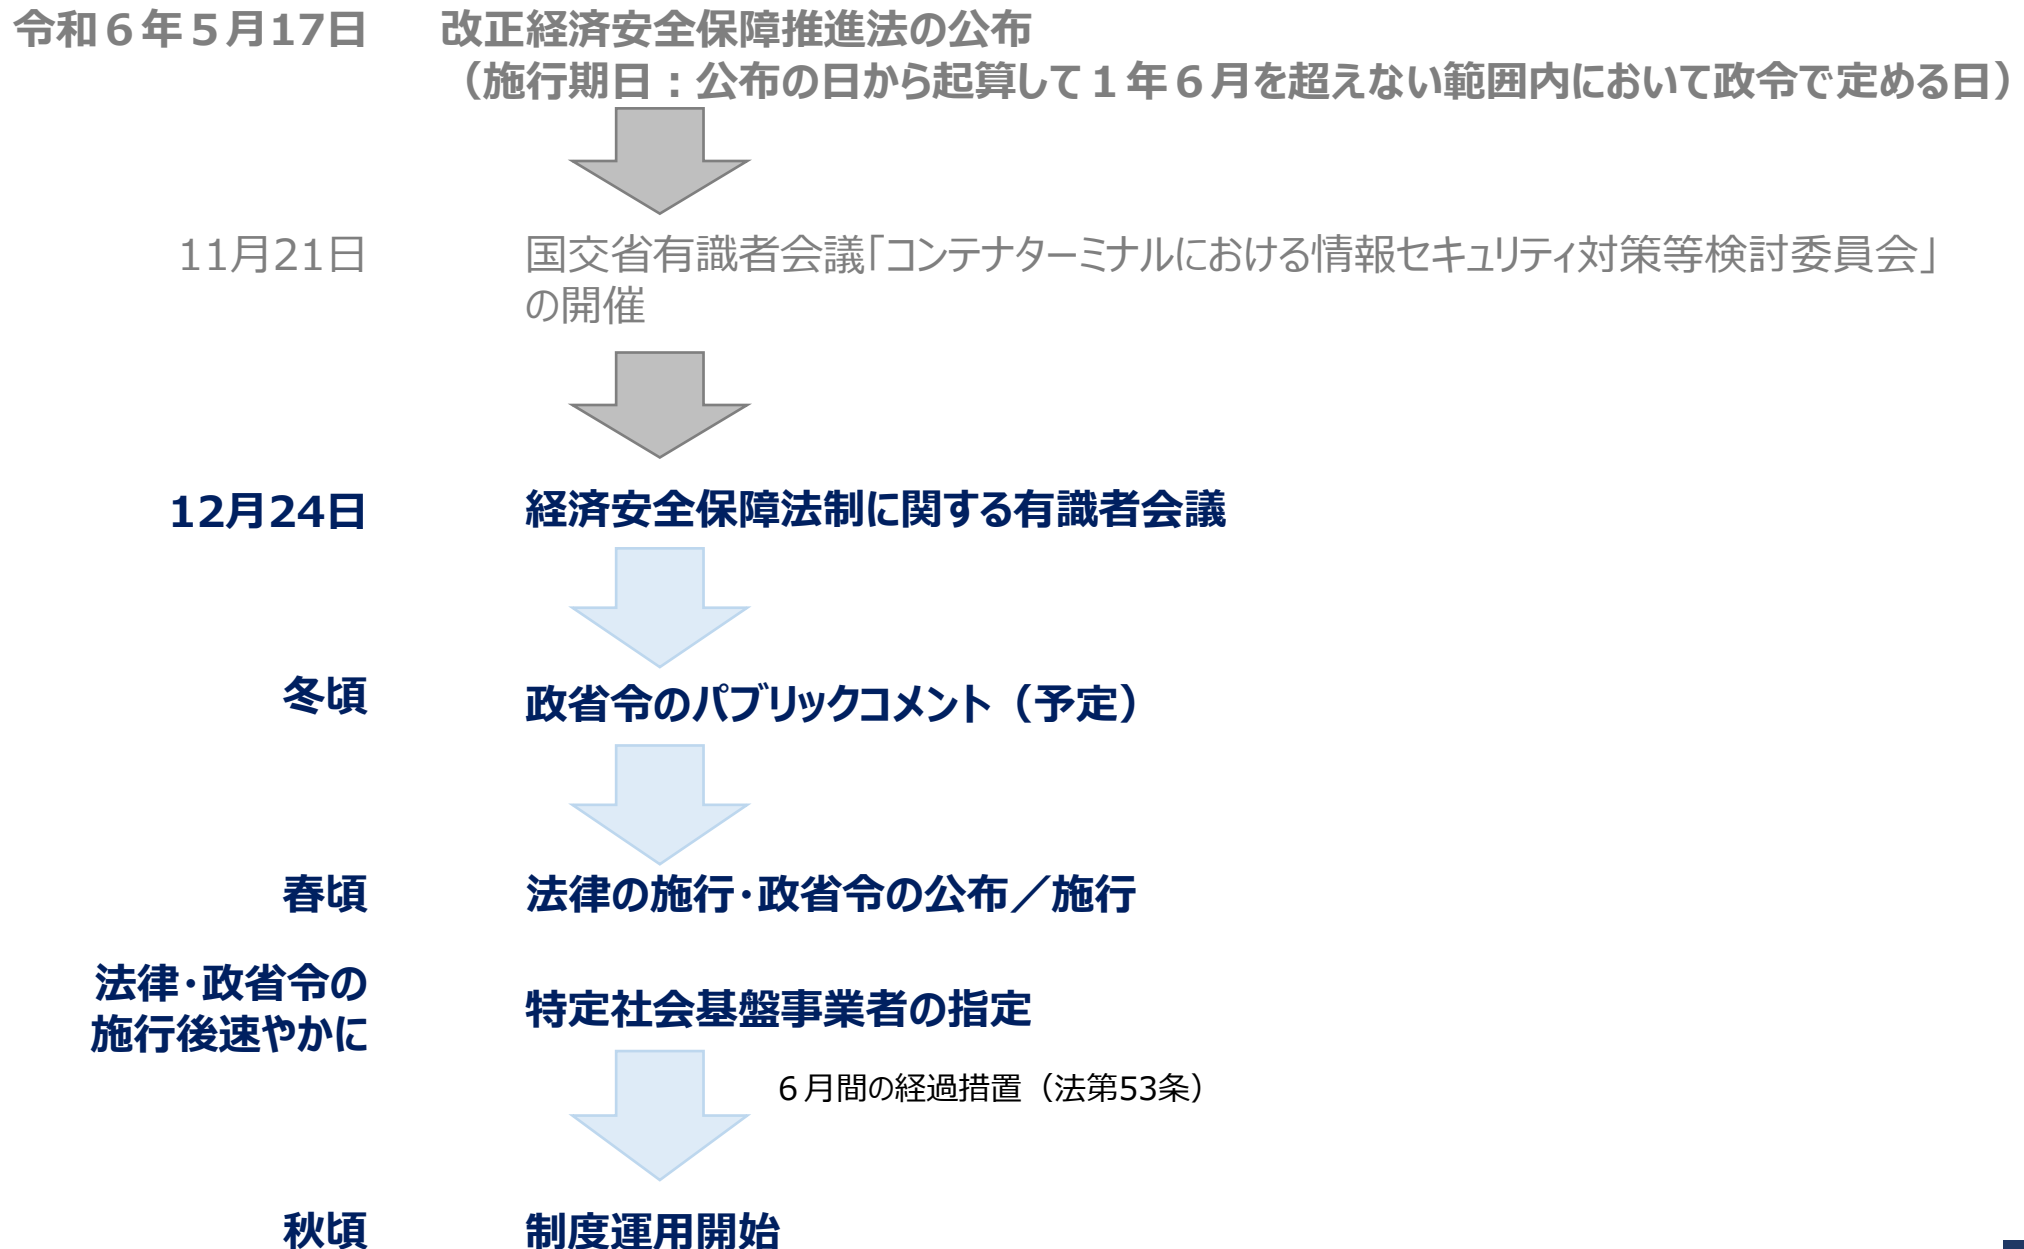 令和６年５月17日 改正経済安全保障推進法の公布
（施行期日：公布の日から起算して１年６月を超えない範囲内において政令で定める日）
11月21日 国交省有識者会議「コンテナターミナルにおける情報セキュリティ対策等検討委員会」
の開催
12月24日 経済安全保障法制に関する有識者会議
冬頃 政省令のパブリックコメント（予定）
春頃 法律の施行・政省令の公布／施行
法律・政省令の
施行後速やかに
特定社会基盤事業者の指定
６月間の経過措置（法第53条）
秋頃 制度運用開始